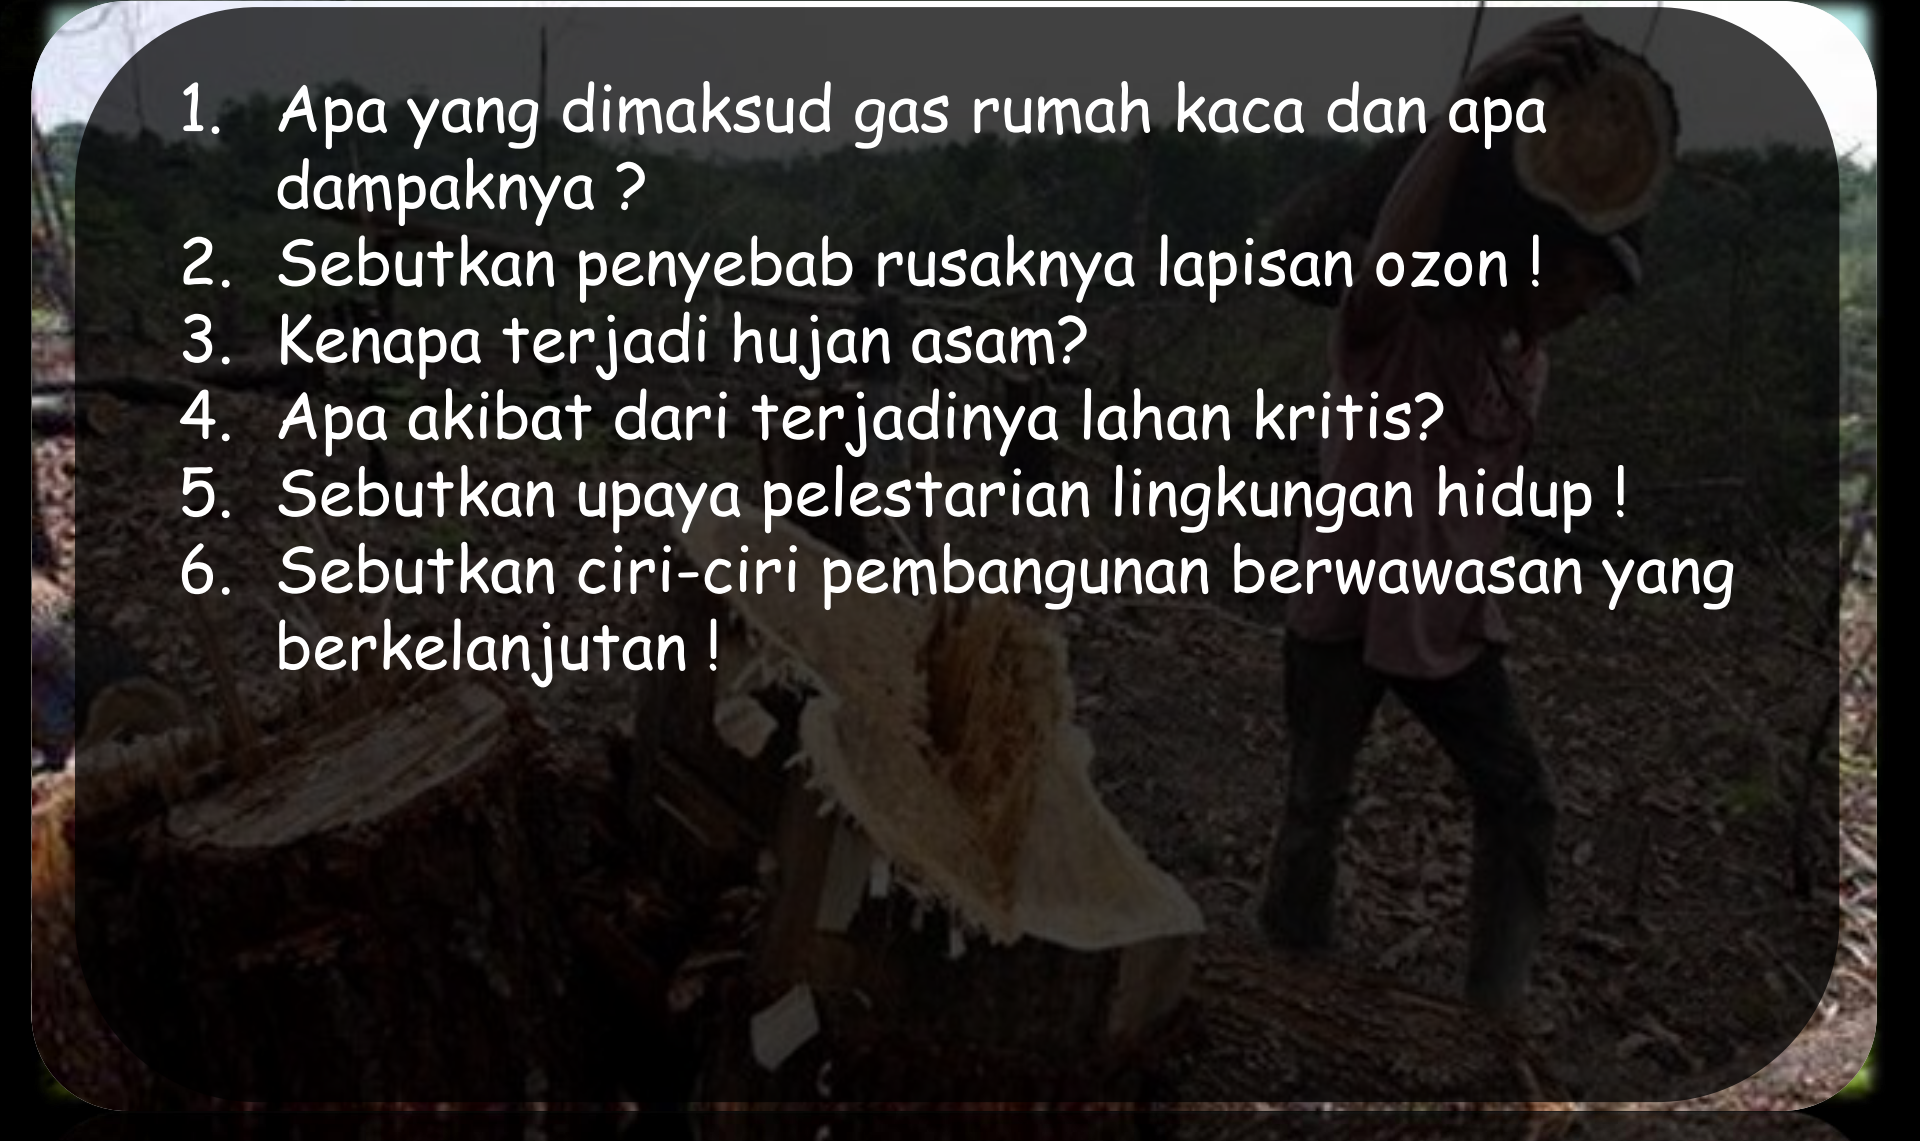 1. Apa yang dimaksud gas rumah kaca dan apa
dampaknya ?
2. Sebutkan penyebab rusaknya lapisan ozon !
3. Kenapa terjadi hujan asam?
4. Apa akibat dari terjadinya lahan kritis?
5. Sebutkan upaya pelestarian lingkungan hidup !
6. Sebutkan ciri-ciri pembangunan berwawasan yang
berkelanjutan !